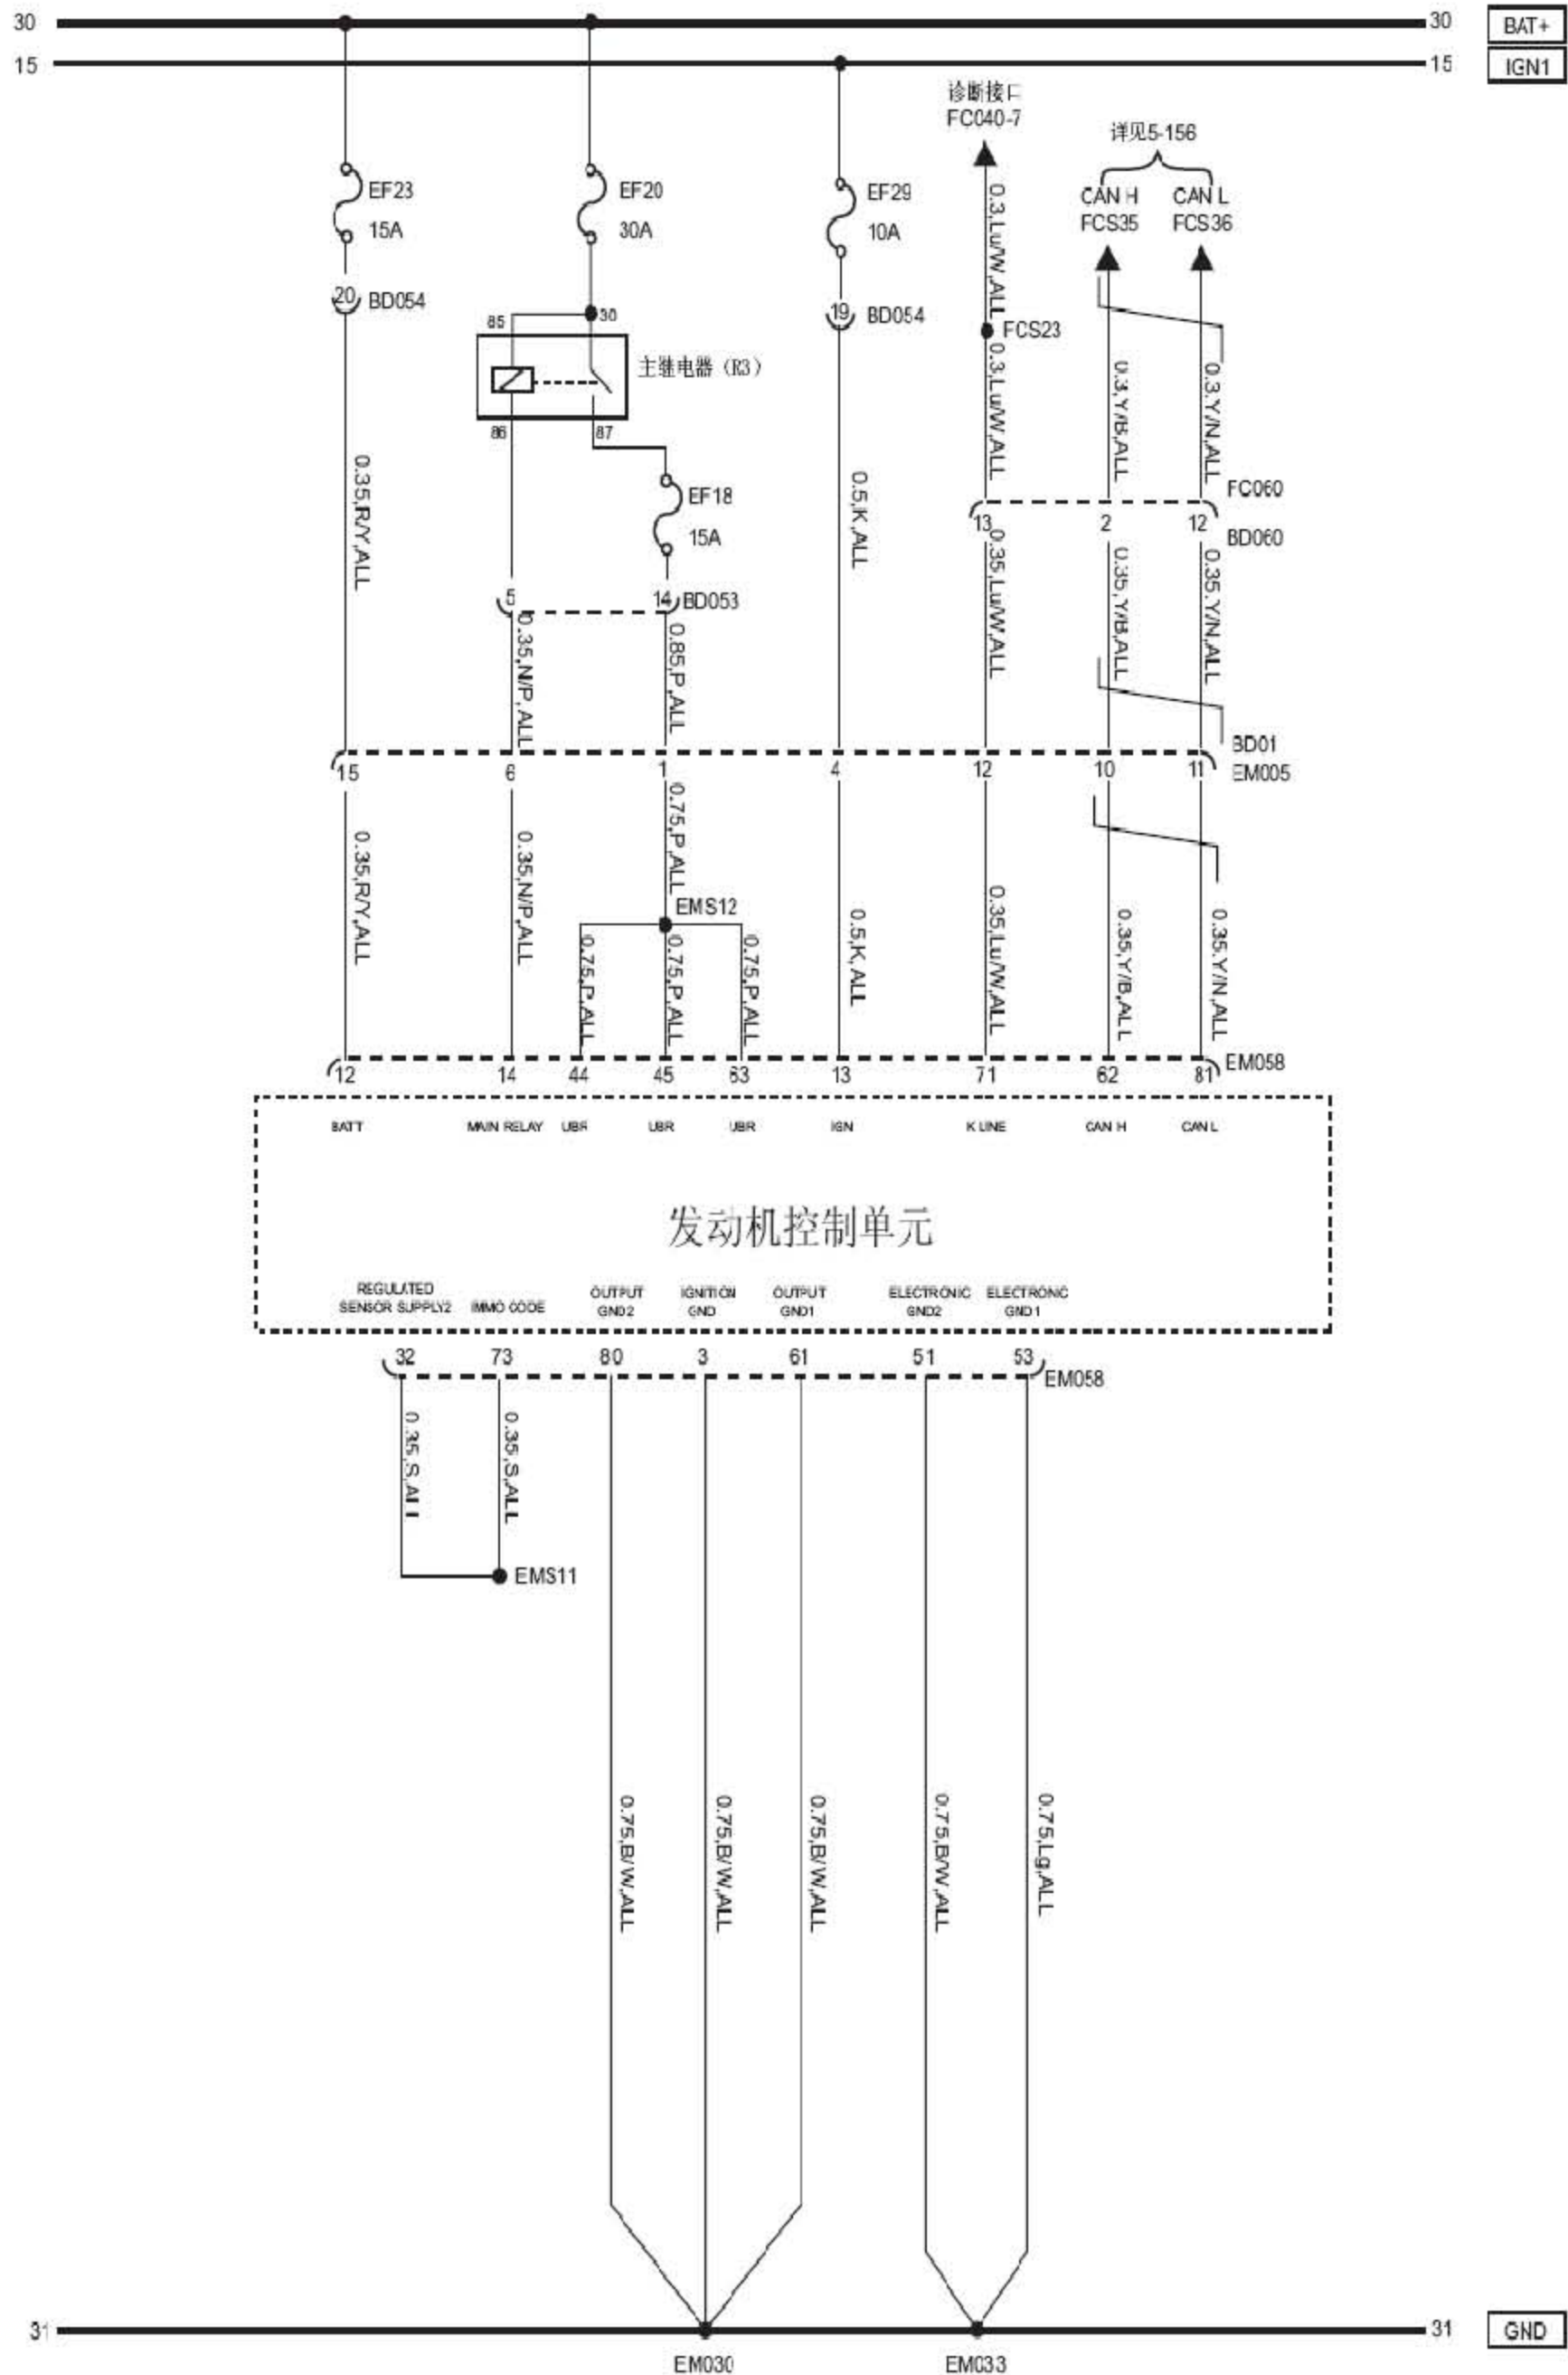 30
30
BAT+
15
15
IGN1
诊断接口
FC040-7
详见5-156
CAN H
CAN L
FCS35
FCS36
EF23
15A
EF20
30A
EF29
10A
0.3,Lu/W,ALL
20
BD054
19
BD054
85
30
FCS23
主继电器（R3）
86
87
0.3,Lu/W,ALL
0.3,Y/B,ALL
0.3,Y/N,ALL
0.35,R/Y,ALL
EF18
15A
0.5,K,ALL
FC060
13
2
12
BD060
5
14
BD053
0.35,N/P,ALL
0.85,P,ALL
0.35,Lu/W,ALL
0.35,Y/B,ALL
0.35,Y/N,ALL
BD01
15
6
1
4
12
10
11
EM005
0.35,R/Y,ALL
0.35,N/P,ALL
0.75,P,ALL
EMS12
0.75,P,ALL
0.75,P,ALL
0.75,P,ALL
0.5,K,ALL
0.35,Lu/W,ALL
0.35,Y/B,ALL
0.35,Y/N,ALL
EM058
12
14
44
45
63
13
71
62
81
BATT
MAIN RELAY
UBR
UBR
UBR
IGN
K LINE
CAN H
CAN L
发动机控制单元
REGULATED
SENSOR SUPPLY2
IMMO CODE
OUTPUT
GND2
IGNITION
GND
OUTPUT
GND1
ELECTRONIC
GND2
ELECTRONIC
GND1
32
73
80
3
61
51
53
EM058
0.35,S,ALL
0.35,S,ALL
EMS11
0.75,B/W,ALL
0.75,B/W,ALL
0.75,B/W,ALL
0.75,B/W,ALL
0.75,Lg,ALL
31
31
GND
EM030
EM033